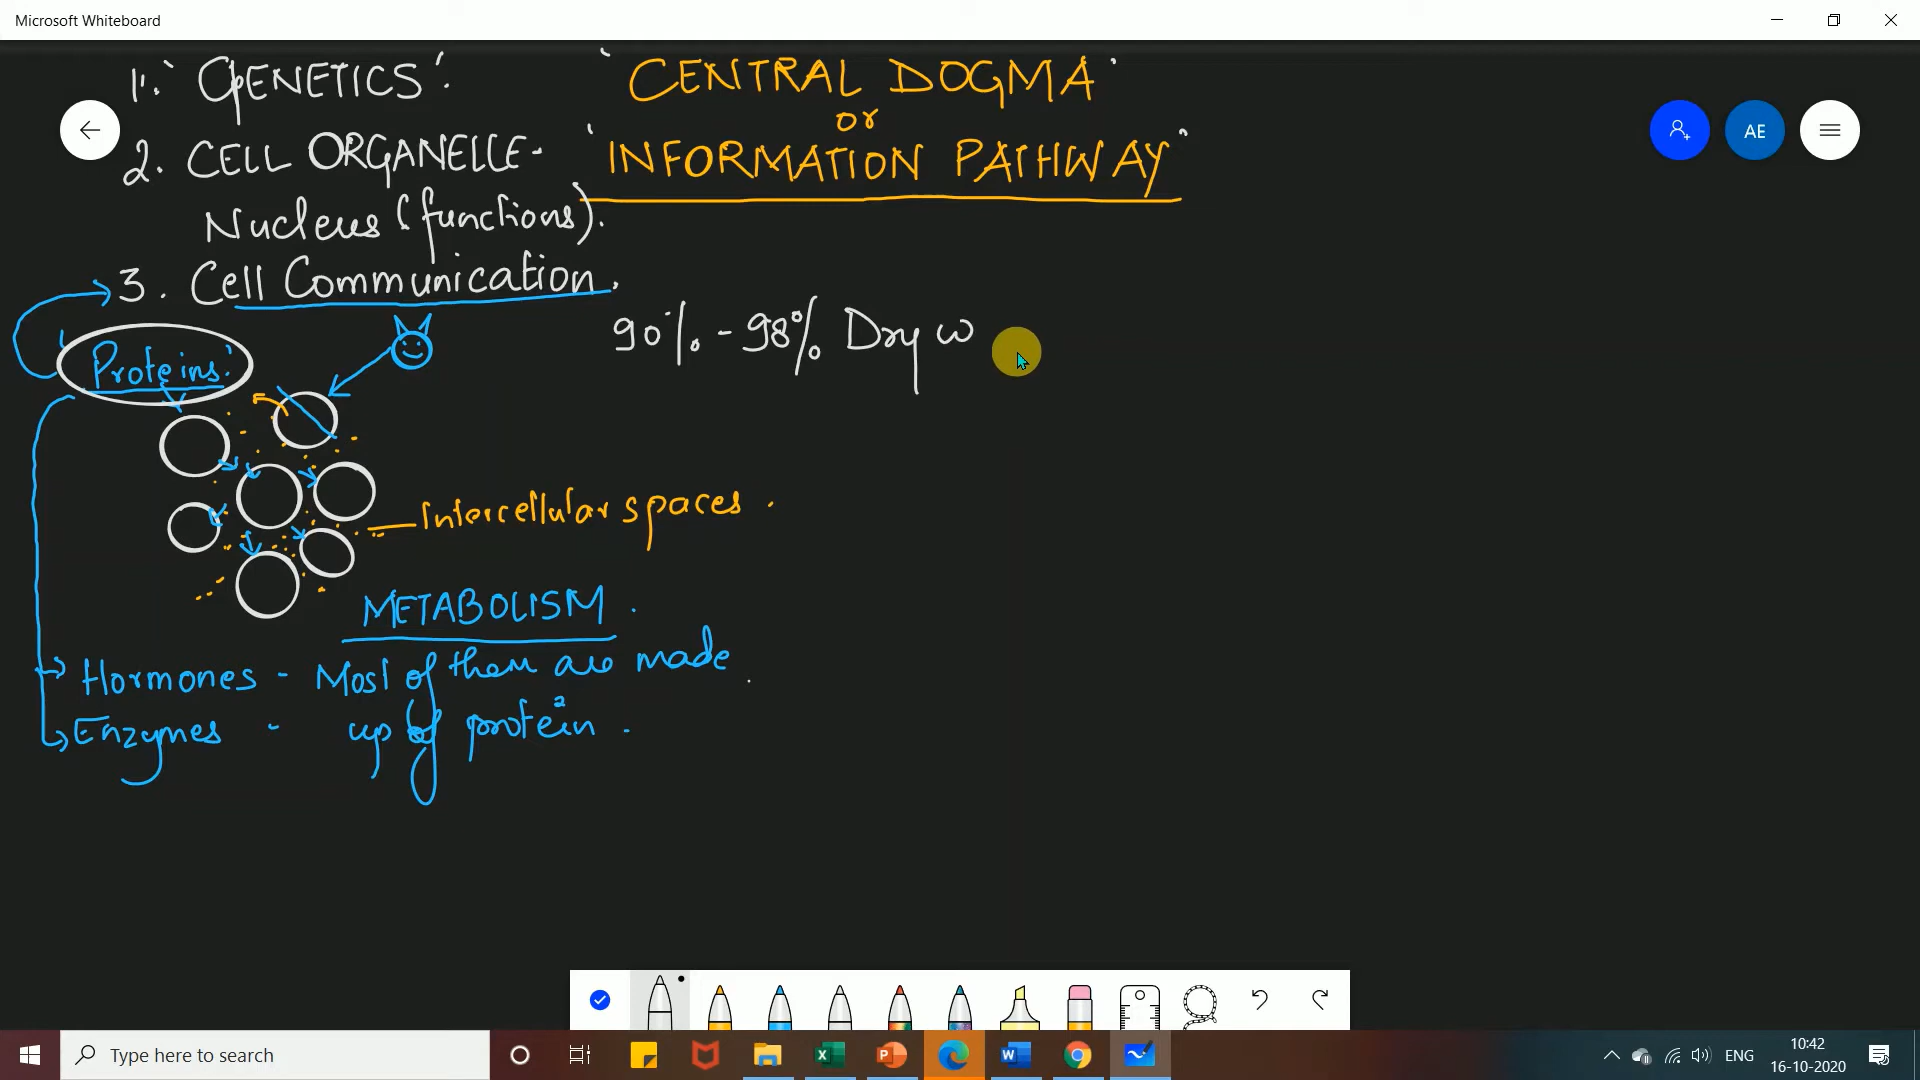 Microsoft Whiteboard
1. 'GENETICS'.
'CENTRAL DOGMA'
or
2. CELL ORGANELLE-
'INFORMATION PATHWAY'
Nucleus (functions).
3. Cell Communication.
AE
Proteins:
90% - 98% Dry w
Intercellular spaces.
METABOLISM.
Hormones - Most of them are made
Enzymes - up of protein.
Type here to search
ENG
10:42
16-10-2020